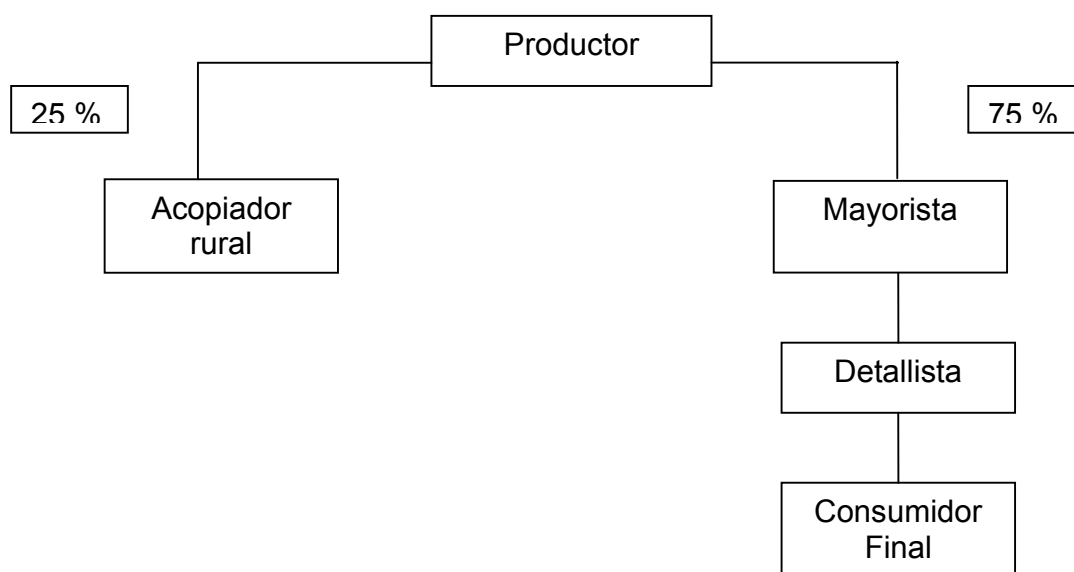 Productor
25 %
75 %
Acopiador
rural
Mayorista
Detallista
Consumidor
Final